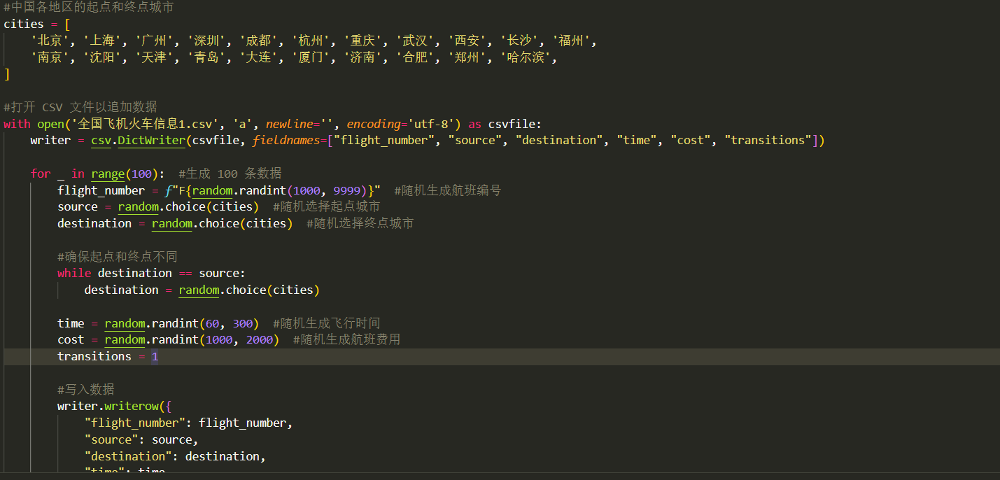 #中国各地区的起点和终点城市
cities = [
    '北京', '上海', '广州', '深圳', '成都', '杭州', '重庆', '武汉', '西安', '长沙', '福州',
    '南京', '沈阳', '天津', '青岛', '大连', '厦门', '济南', '合肥', '郑州', '哈尔滨',
]
#打开 CSV 文件以追加数据
with open('全国飞机火车信息1.csv', 'a', newline='', encoding='utf-8') as csvfile:
    writer = csv.DictWriter(csvfile, fieldnames=["flight_number", "source", "destination", "time", "cost", "transitions"])
    for _ in range(100):  #生成 100 条数据
        flight_number = f"F{random.randint(1000, 9999)}"  #随机生成航班编号
        source = random.choice(cities)  #随机选择起点城市
        destination = random.choice(cities)  #随机选择终点城市
        #确保起点和终点不同
        while destination == source:
            destination = random.choice(cities)
        time = random.randint(60, 300)  #随机生成飞行时间
        cost = random.randint(1000, 2000)  #随机生成航班费用
        transitions = 1
        #写入数据
        writer.writerow({
            "flight_number": flight_number,
            "source": source,
            "destination": destination,
            "time": time